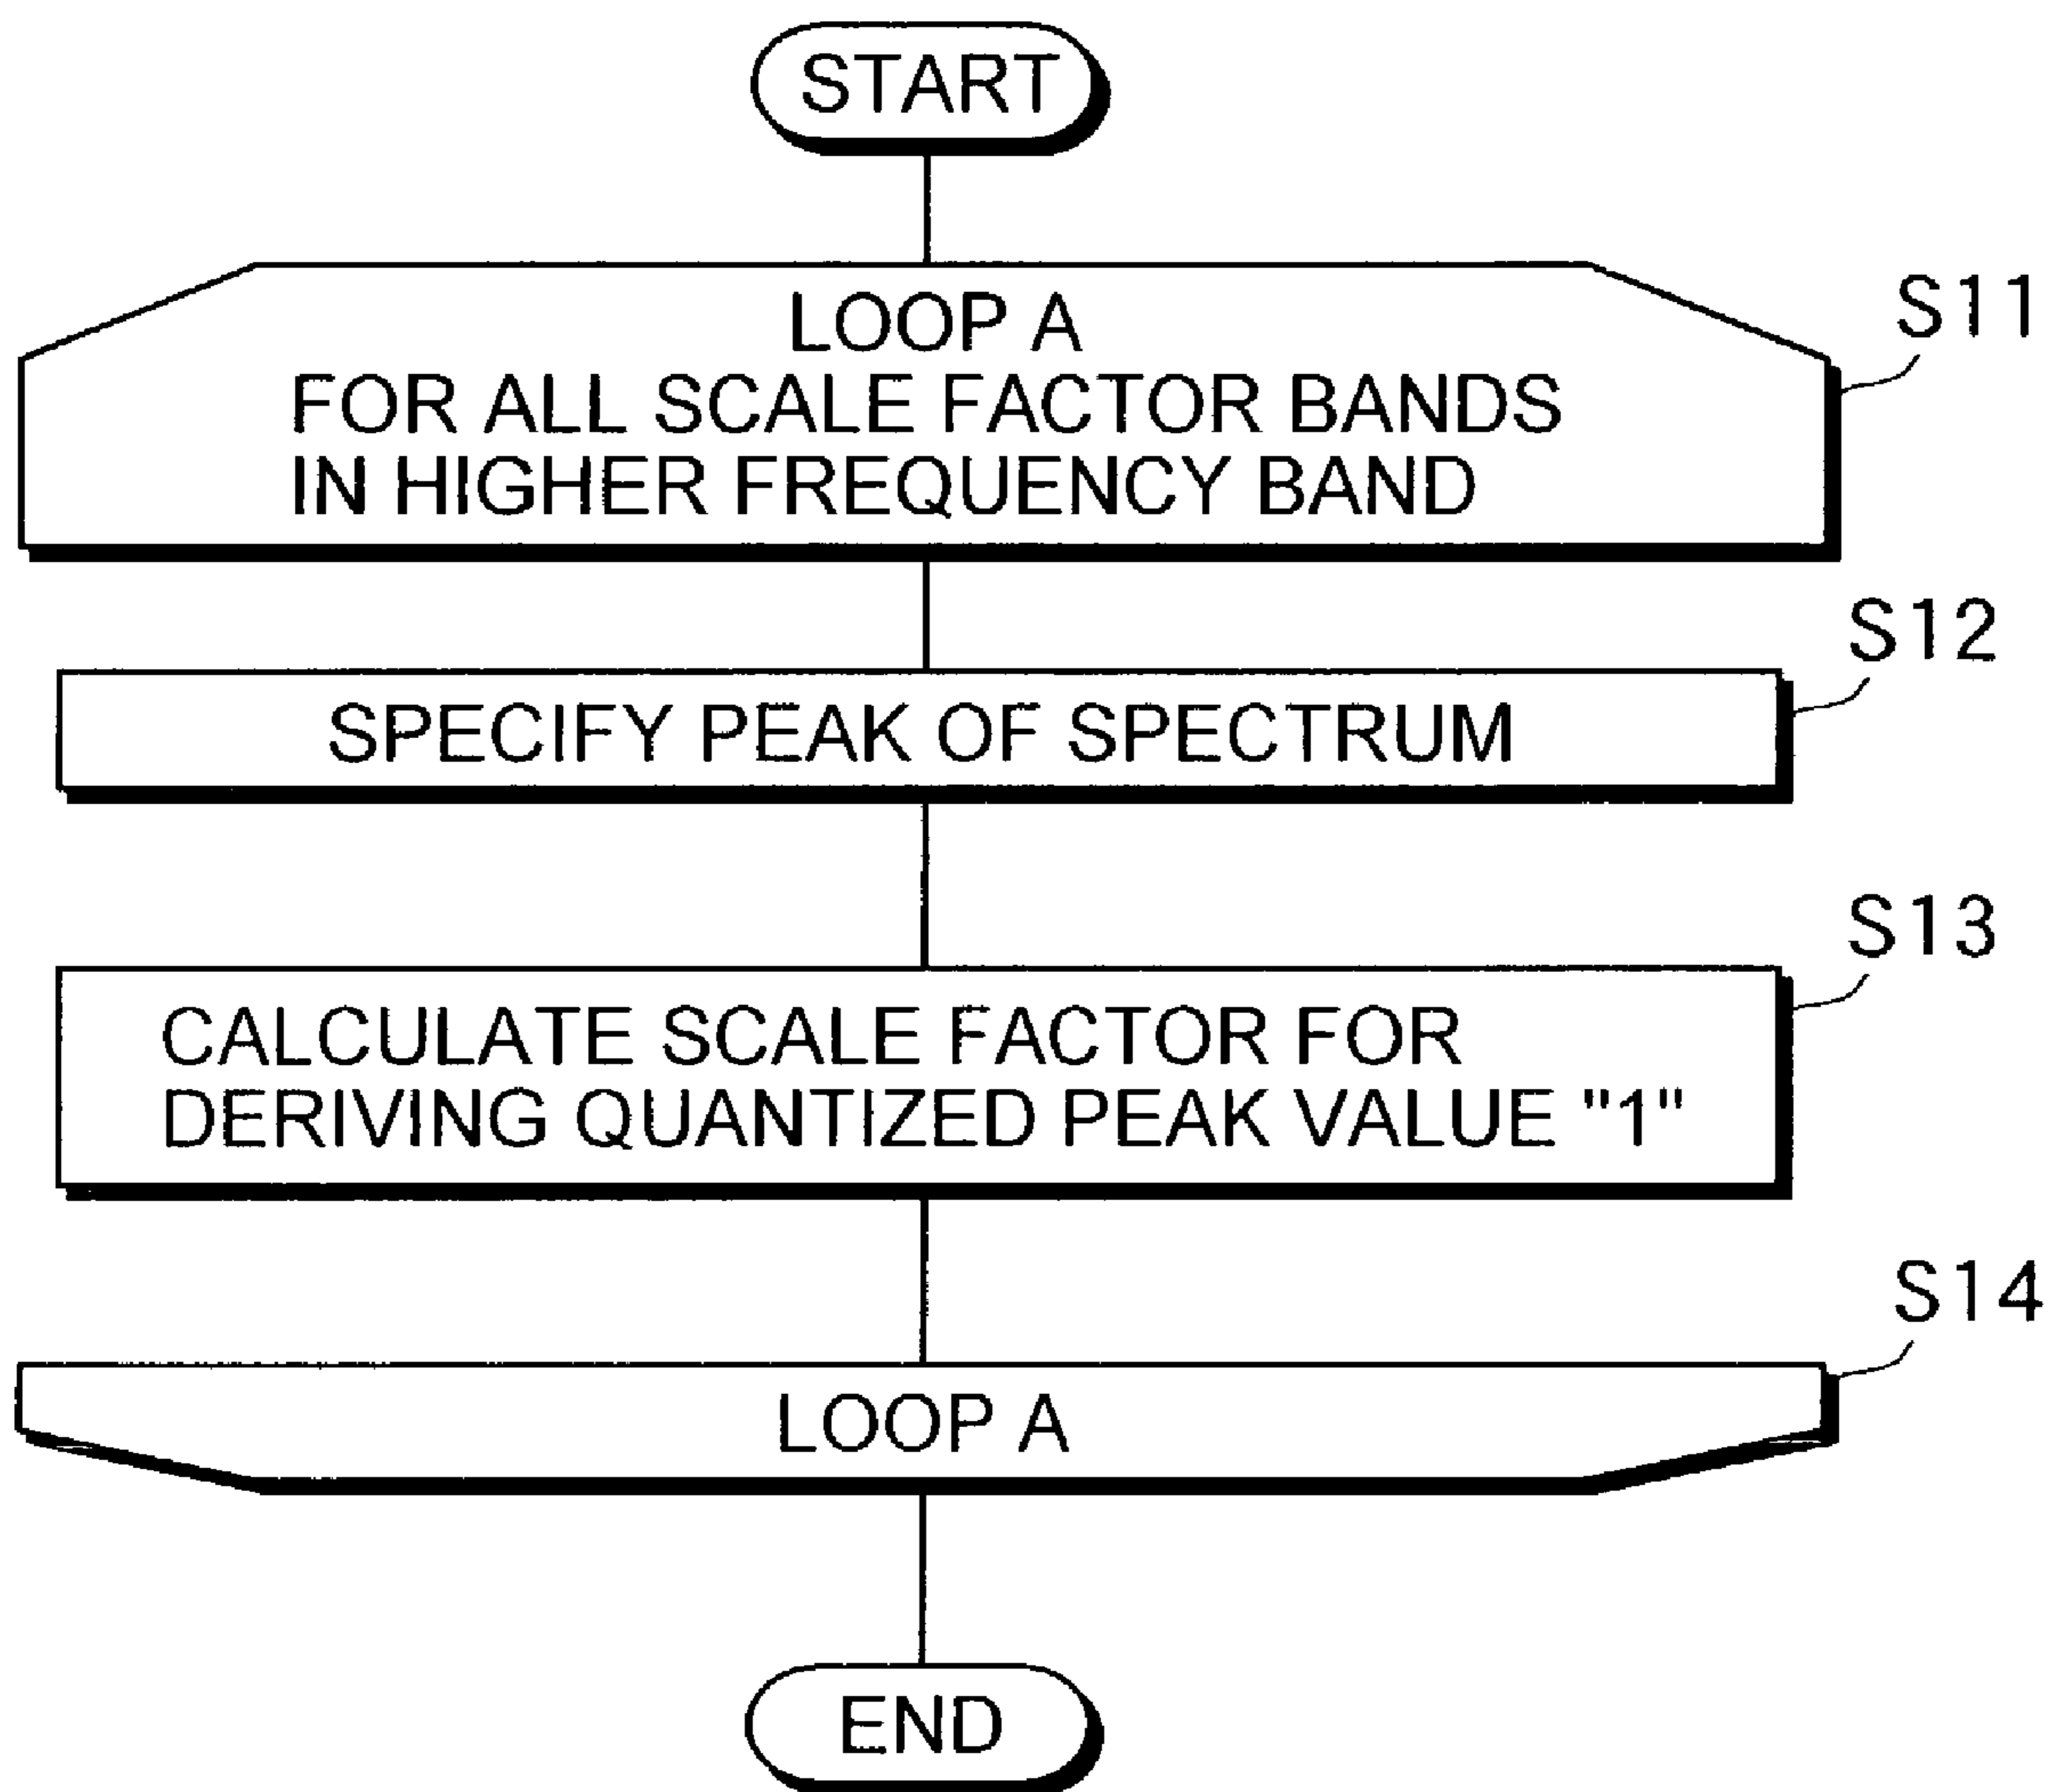 START
LOOP A
S11
FOR ALL SCALE FACTOR BANDS
IN HIGHER FREQUENCY BAND
S12
SPECIFY PEAK OF SPECTRUM
S13
CALCULATE SCALE FACTOR FOR
DERIVING QUANTIZED PEAK VALUE "1"
S14
LOOP A
END